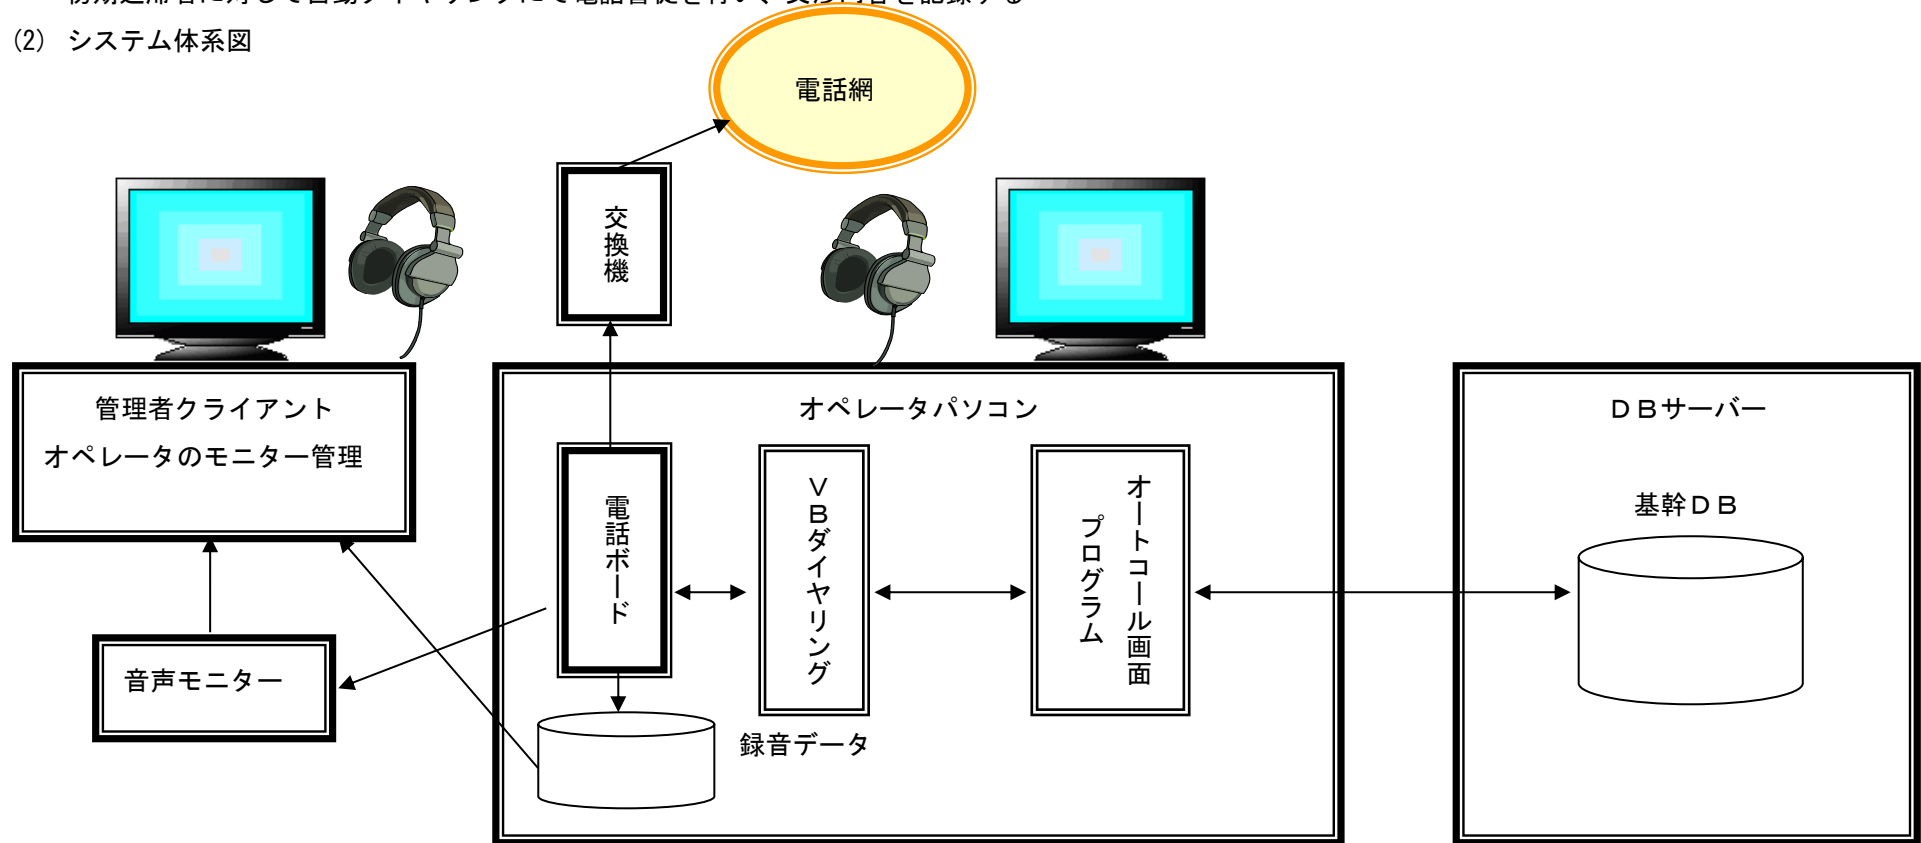 (2) システム体系図
電話網
交換機
管理者クライアント
オペレータのモニター管理
オペレータパソコン
ＤＢサーバー
電話ボード
ＶＢダイヤリング
オートコール画面
プログラム
基幹ＤＢ
音声モニター
録音データ